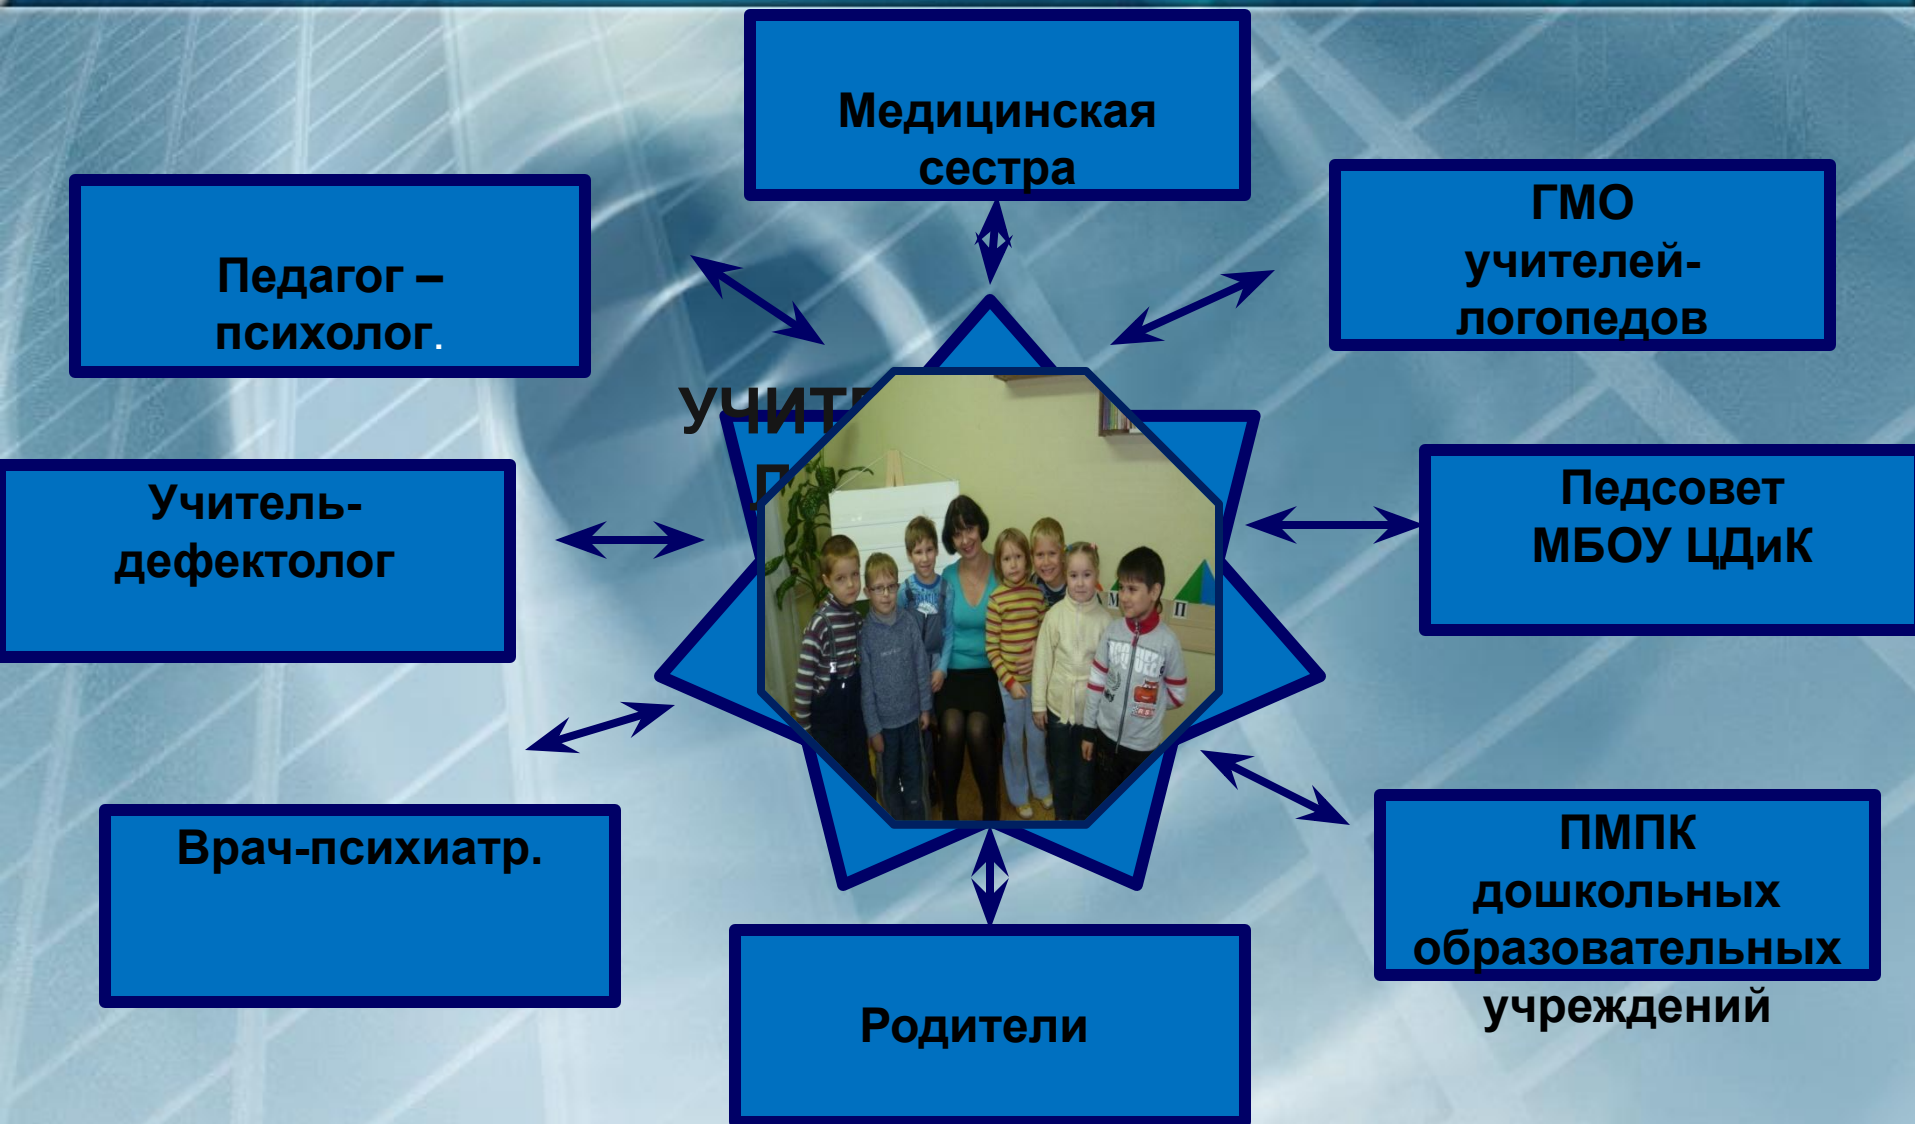 Медицинская
сестра
ГМО
учителей-
логопедов
Педагог –
психолог.
Учитель-
дефектолог
Педсовет
МБОУ ЦДиК
Врач-психиатр.
ПМПК
дошкольных
образовательных
учреждений
Родители
М
П